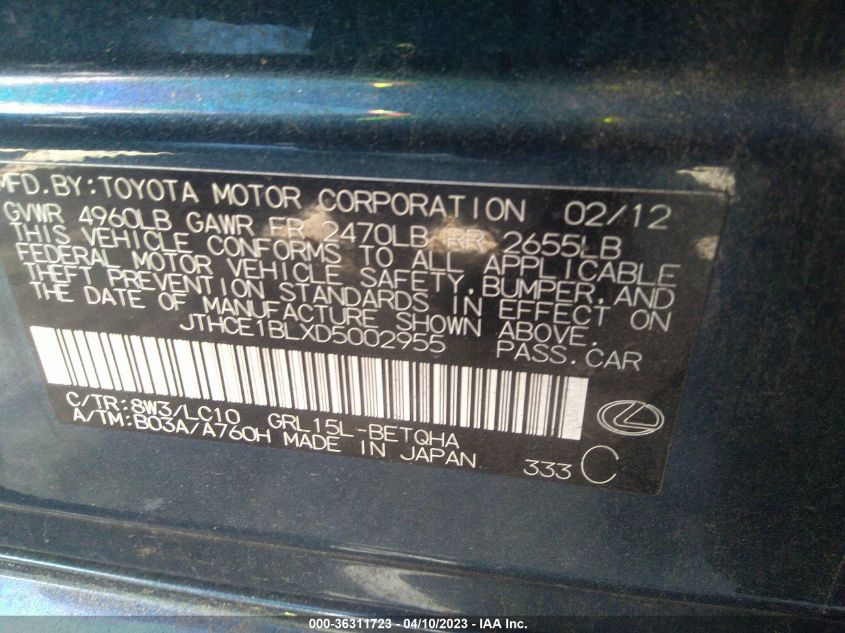 MFD.BY:TOYOTA MOTOR CORPORATION 02/12
GVWR 4960LB GAWR FR 2470LB RR 2655LB
THIS VEHICLE CONFORMS TO ALL APPLICABLE
FEDERAL MOTOR VEHICLE SAFETY,BUMPER,AND
THEFT PREVENTION STANDARDS IN EFFECT ON
THE DATE OF MANUFACTURE SHOWN ABOVE.
JTHCE1BLXD5002955 PASS.CAR
C/TR:8W3/LC10 GRL15L-BETQHA
A/TM:B03A/A760H MADE IN JAPAN 333 C
000-36311723 - 04/10/2023 - IAA Inc.